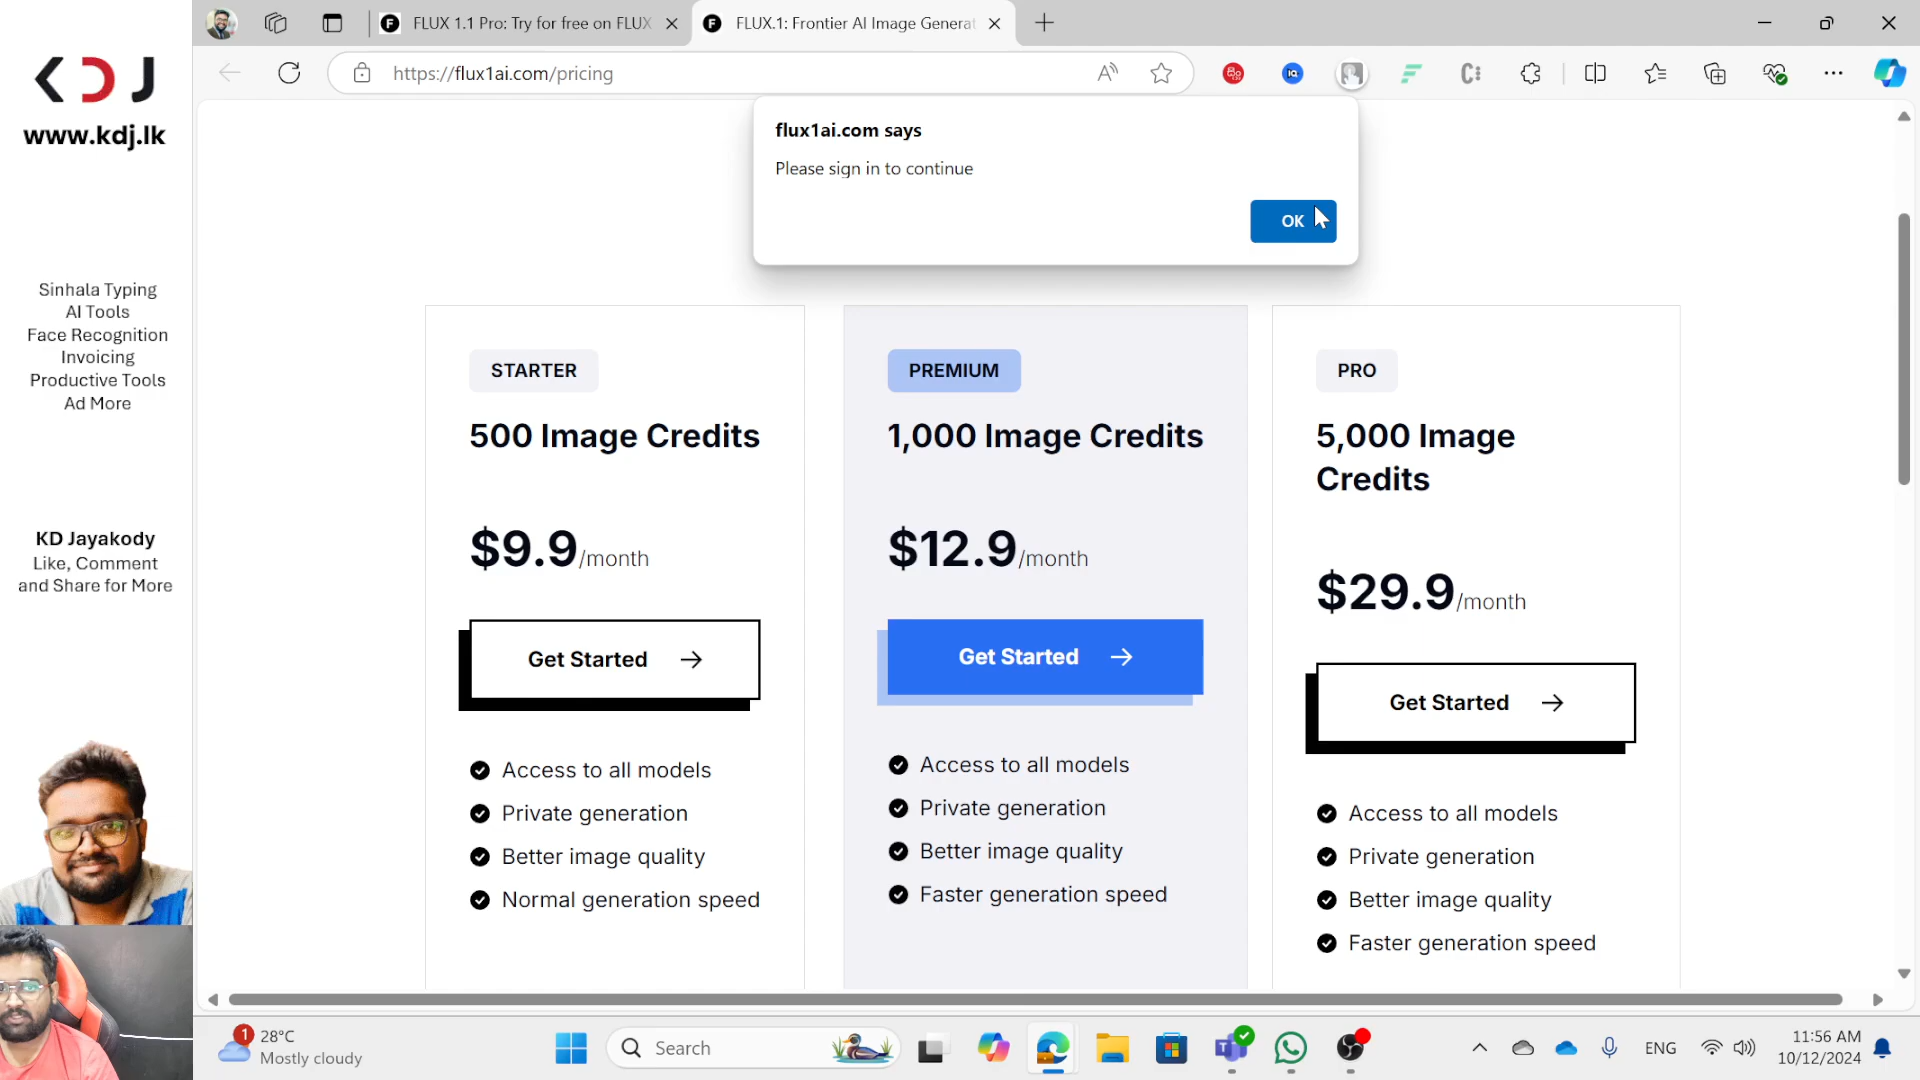 KDJ
www.kdj.lk
Sinhala Typing
AI Tools
Face Recognition
Invoicing
Productive Tools
Ad More
KD Jayakody
Like, Comment
and Share for More
FLUX 1.1 Pro: Try for free on FLUX
FLUX.1: Frontier AI Image Generat
https://flux1ai.com/pricing
flux1ai.com says
Please sign in to continue
OK
STARTER
500 Image Credits
$9.9/month
Get Started
Access to all models
Private generation
Better image quality
Normal generation speed
PREMIUM
1,000 Image Credits
$12.9/month
Get Started
Access to all models
Private generation
Better image quality
Faster generation speed
PRO
5,000 Image
Credits
$29.9/month
Get Started
Access to all models
Private generation
Better image quality
Faster generation speed
1
28°C
Mostly cloudy
Search
ENG
11:56 AM
10/12/2024